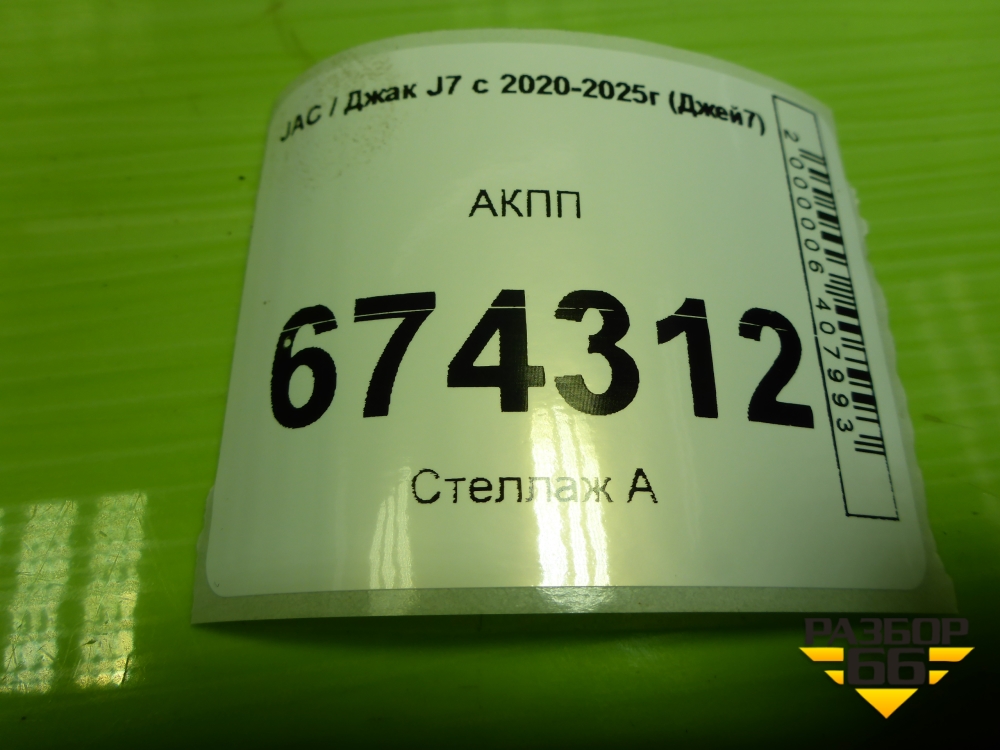 JAC / Джак J7 с 2020-2025г (Джей7)
АКПП
674312
Стеллаж А
2000006407993
РАЗБОР
66